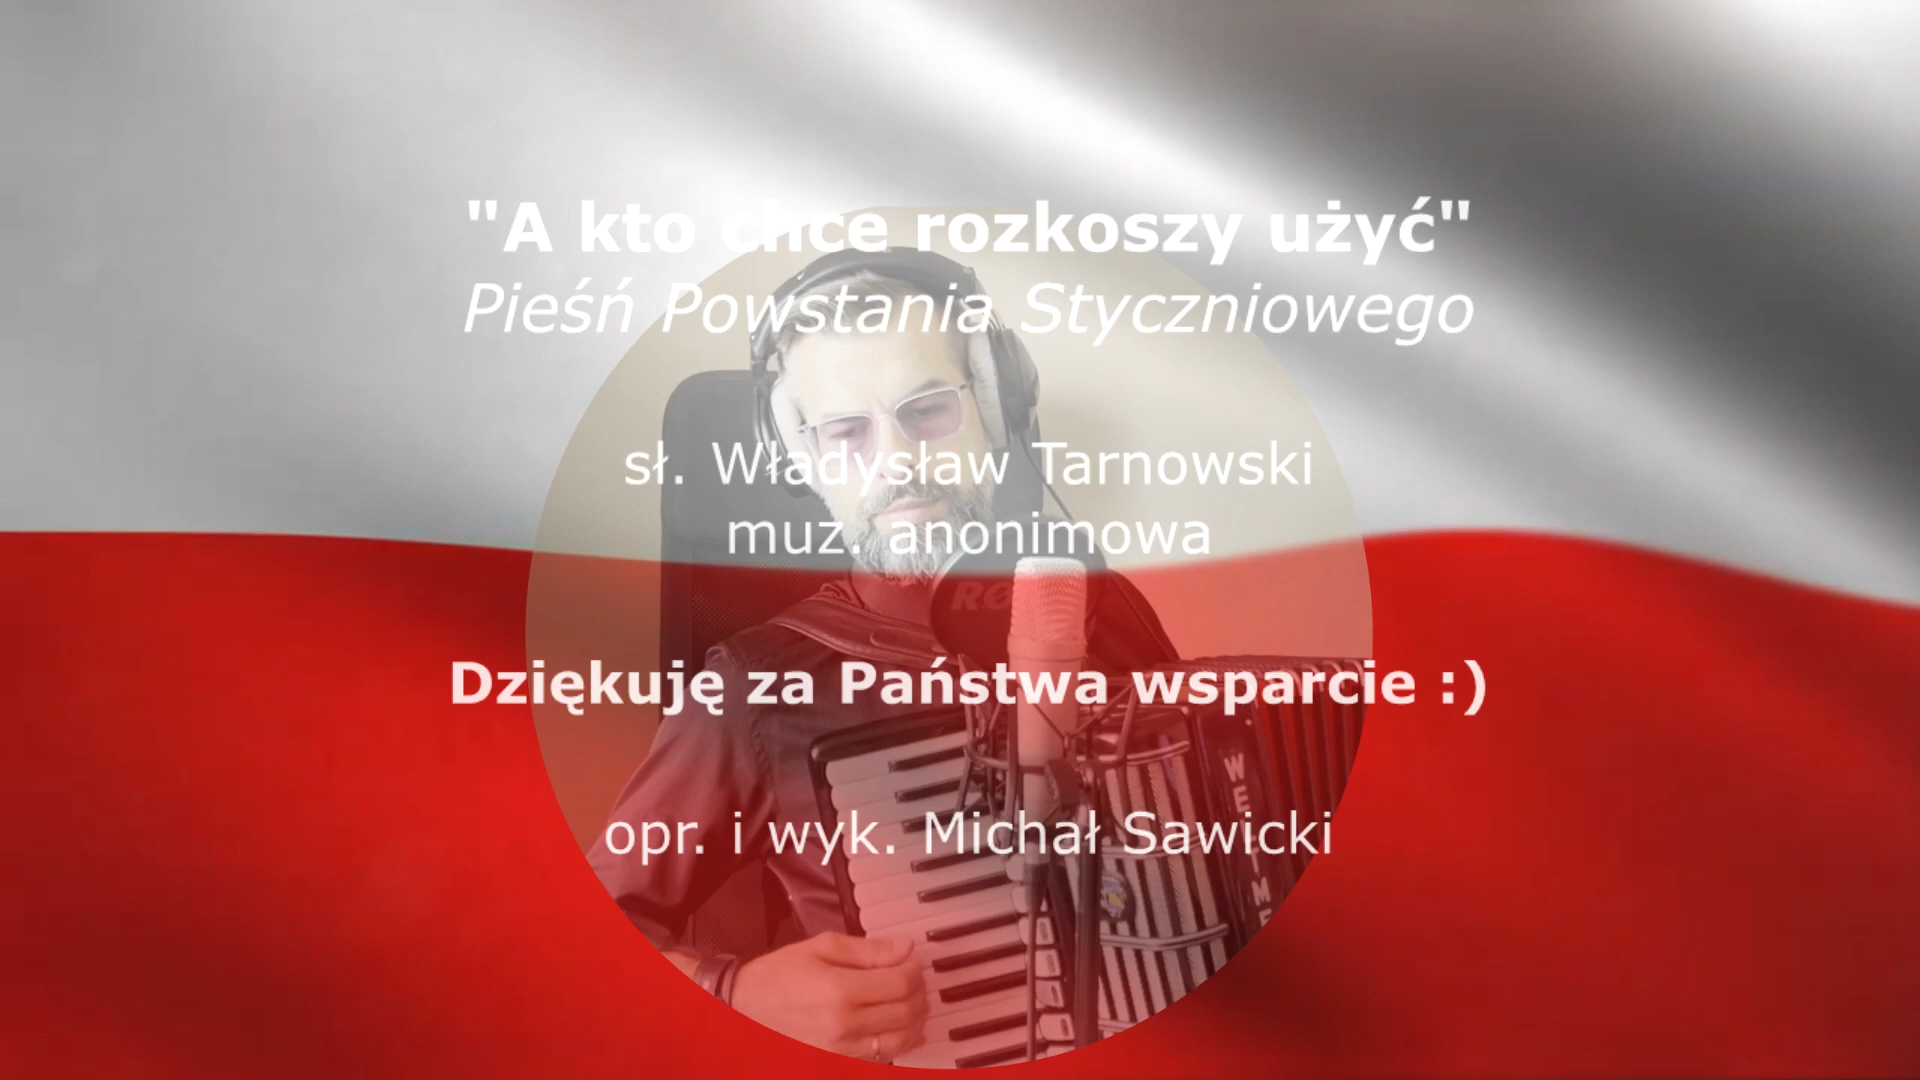 "A kto chce rozkoszy użyć"
Pieśń Powstania Styczniowego
sł. Władysław Tarnowski
muz. anonimowa
Dziękuję za Państwa wsparcie :)
opr. i wyk. Michał Sawicki